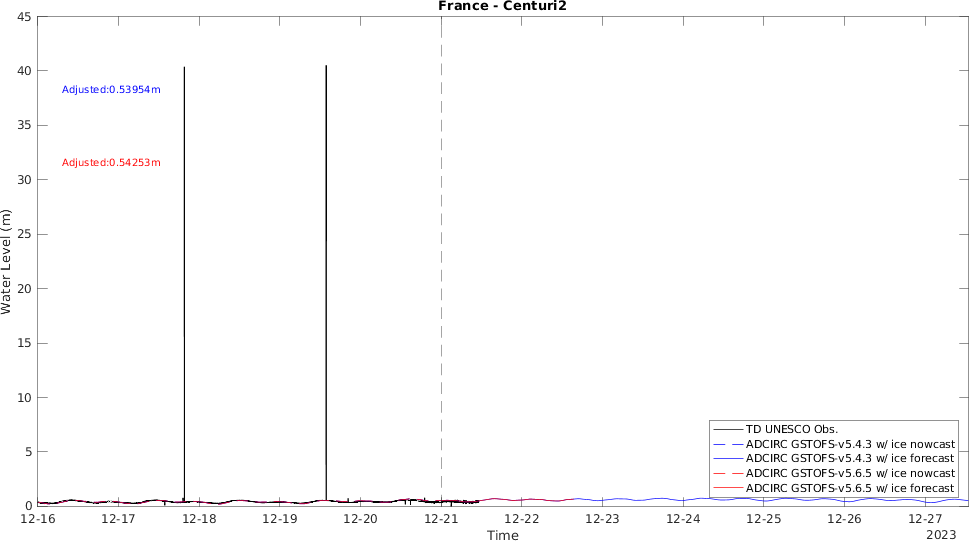 France - Centuri2
45
40
35
30
25
20
15
10
5
0
Water Level (m)
Adjusted:0.53954m
Adjusted:0.54253m
TD UNESCO Obs.
ADCIRC GSTOFS-v5.4.3 w/ ice nowcast
ADCIRC GSTOFS-v5.4.3 w/ ice forecast
ADCIRC GSTOFS-v5.6.5 w/ ice nowcast
ADCIRC GSTOFS-v5.6.5 w/ ice forecast
12-16 12-17 12-18 12-19 12-20 12-21 12-22 12-23 12-24 12-25 12-26 12-27
2023
Time